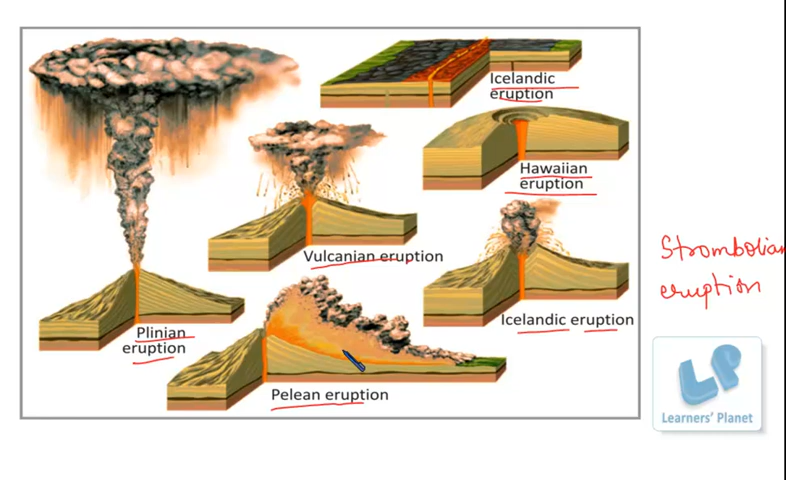 Icelandic
eruption
Hawaiian
eruption
Vulcanian eruption
Strombolian
eruption
Icelandic eruption
Plinian
eruption
Pelean eruption
LP
Learners' Planet